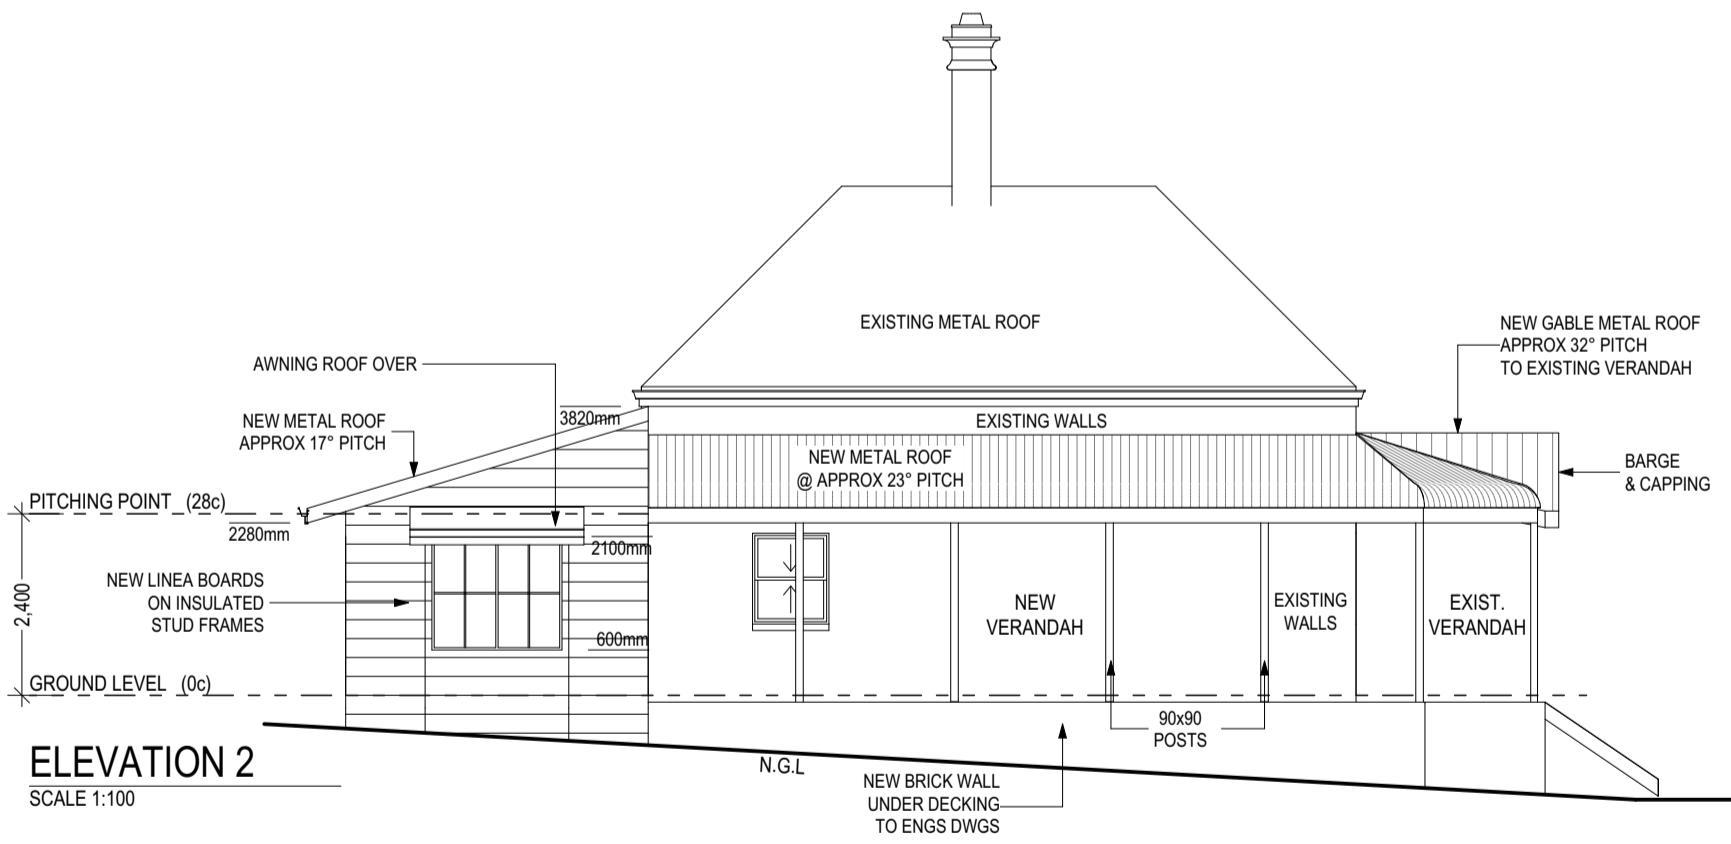 EXISTING METAL ROOF
NEW GABLE METAL ROOF
APPROX 32° PITCH
TO EXISTING VERANDAH
AWNING ROOF OVER
NEW METAL ROOF
APPROX 17° PITCH
3820mm
EXISTING WALLS
NEW METAL ROOF
@ APPROX 23° PITCH
BARGE
& CAPPING
PITCHING POINT (28c)
2280mm
2100mm
NEW LINEA BOARDS
ON INSULATED
STUD FRAMES
2,400
600mm
NEW
VERANDAH
EXISTING
WALLS
EXIST.
VERANDAH
GROUND LEVEL (0c)
90x90
POSTS
N.G.L
NEW BRICK WALL
UNDER DECKING
TO ENGS DWGS
ELEVATION 2
SCALE 1:100